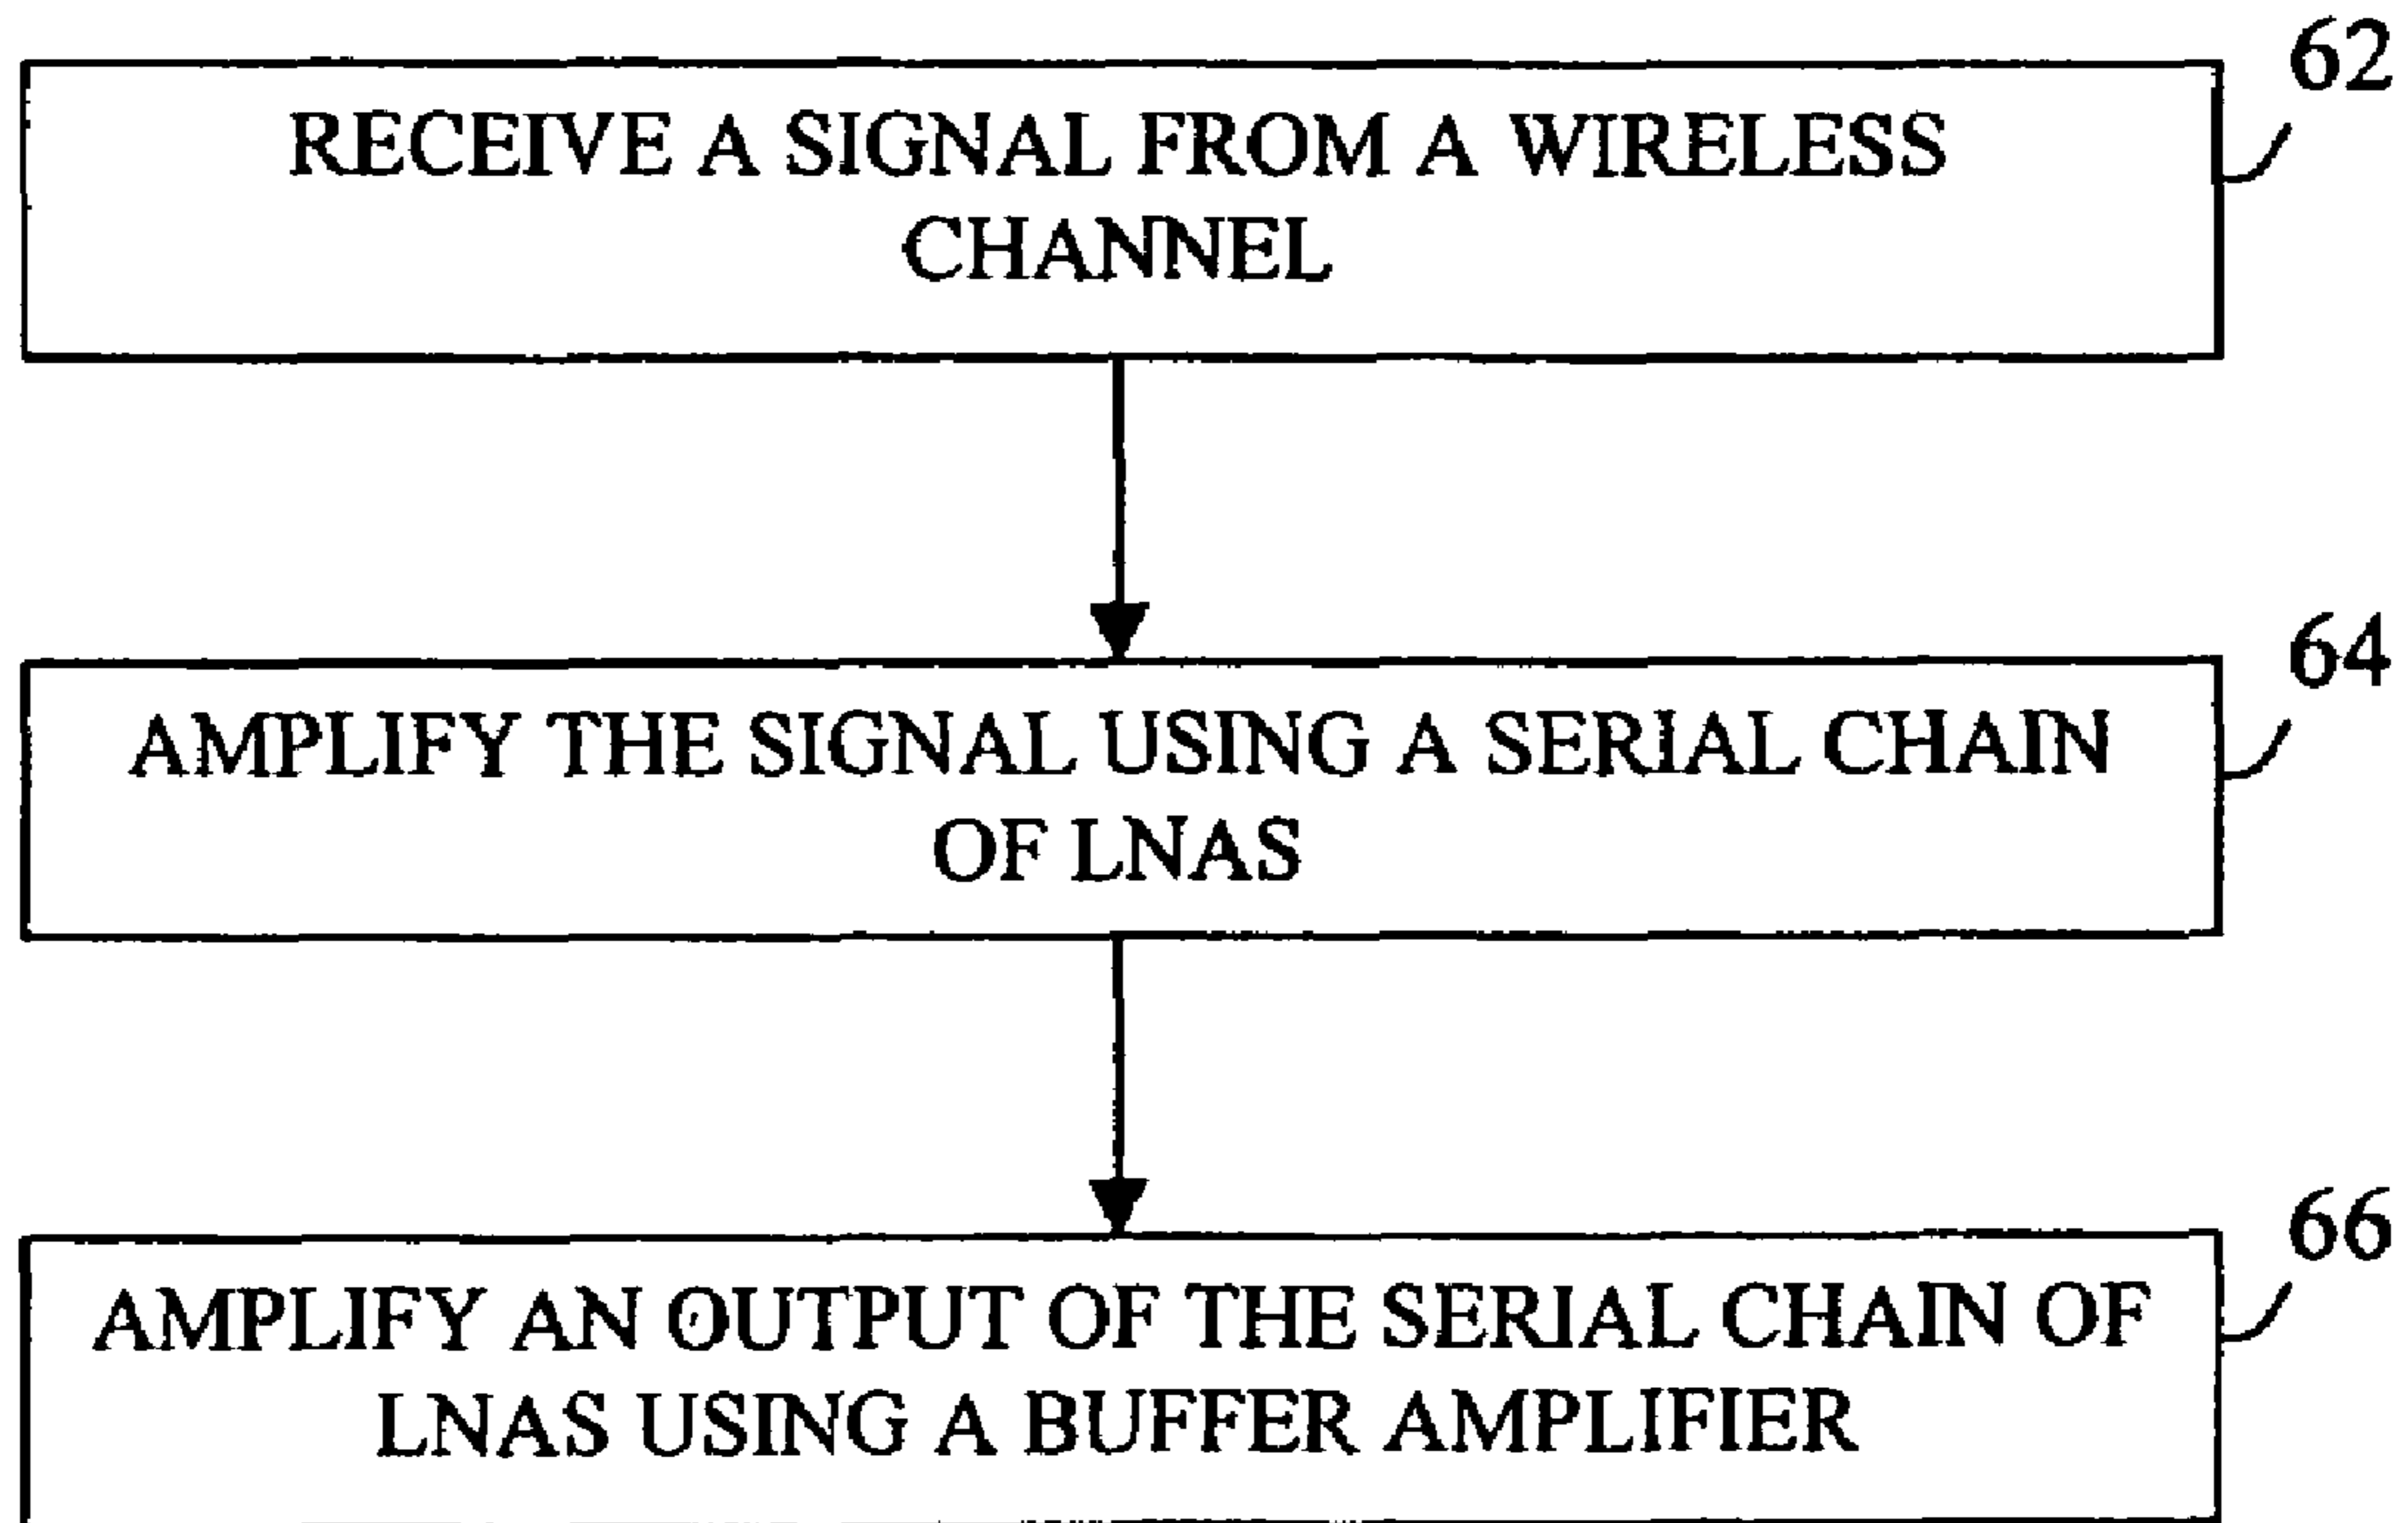 62
RECEIVE A SIGNAL FROM A WIRELESS
CHANNEL
64
AMPLIFY THE SIGNAL USING A SERIAL CHAIN
OF LNAS
66
AMPLIFY AN OUTPUT OF THE SERIAL CHAIN OF
LNAS USING A BUFFER AMPLIFIER